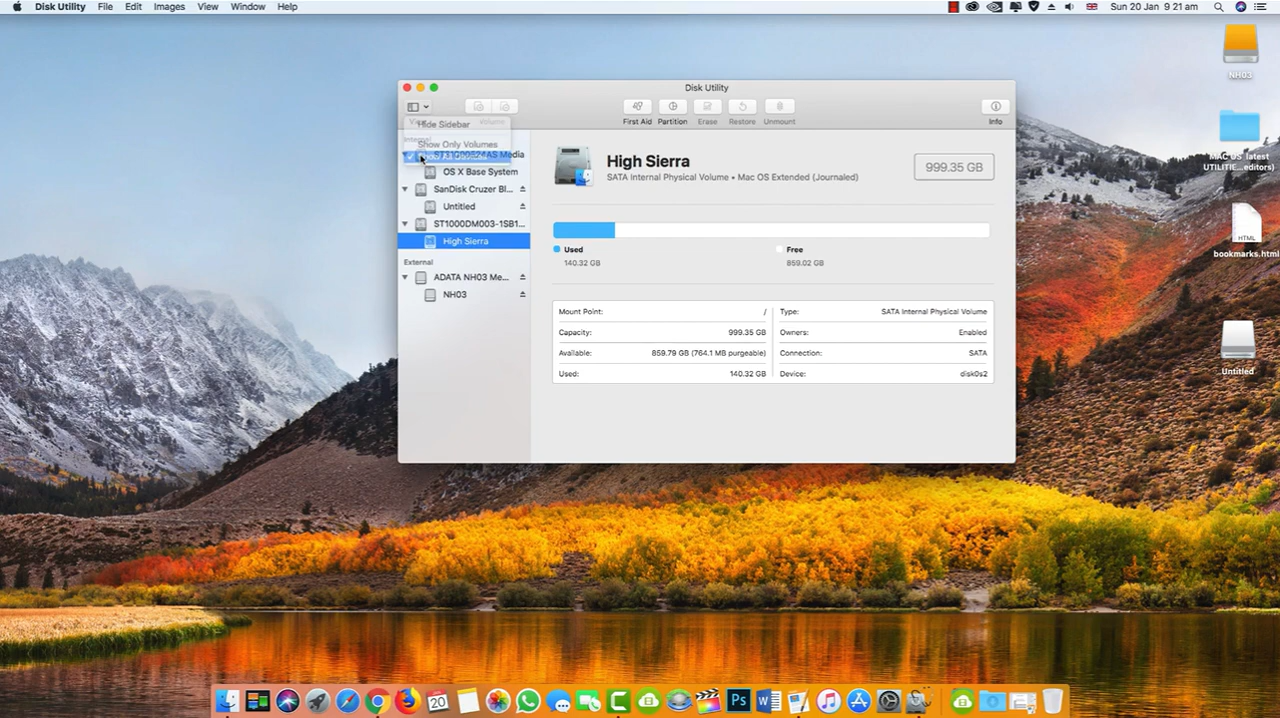 Disk Utility File Edit Images View Window Help
Sun 20 Jan 9 21 am
Disk Utility
First Aid Partition Erase Restore Unmount
Info
Hide Sidebar
Show Only Volumes
OS X Base System
SanDisk Cruzer Bl...
Untitled
ST1000DM003-1SB1...
High Sierra
External
ADATA NH03 Me...
NH03
High Sierra
SATA Internal Physical Volume • Mac OS Extended (Journaled)
999.35 GB
Used
140.32 GB
Free
859.02 GB
Mount Point: /
Capacity: 999.35 GB
Available: 859.79 GB (764.1 MB purgeable)
Used: 140.32 GB
Type: SATA Internal Physical Volume
Owners: Enabled
Connection: SATA
Device: disk0s2
NH03
MAC OS latest
UTILITIE...editors)
HTML
bookmarks.html
Untitled
20
Ps